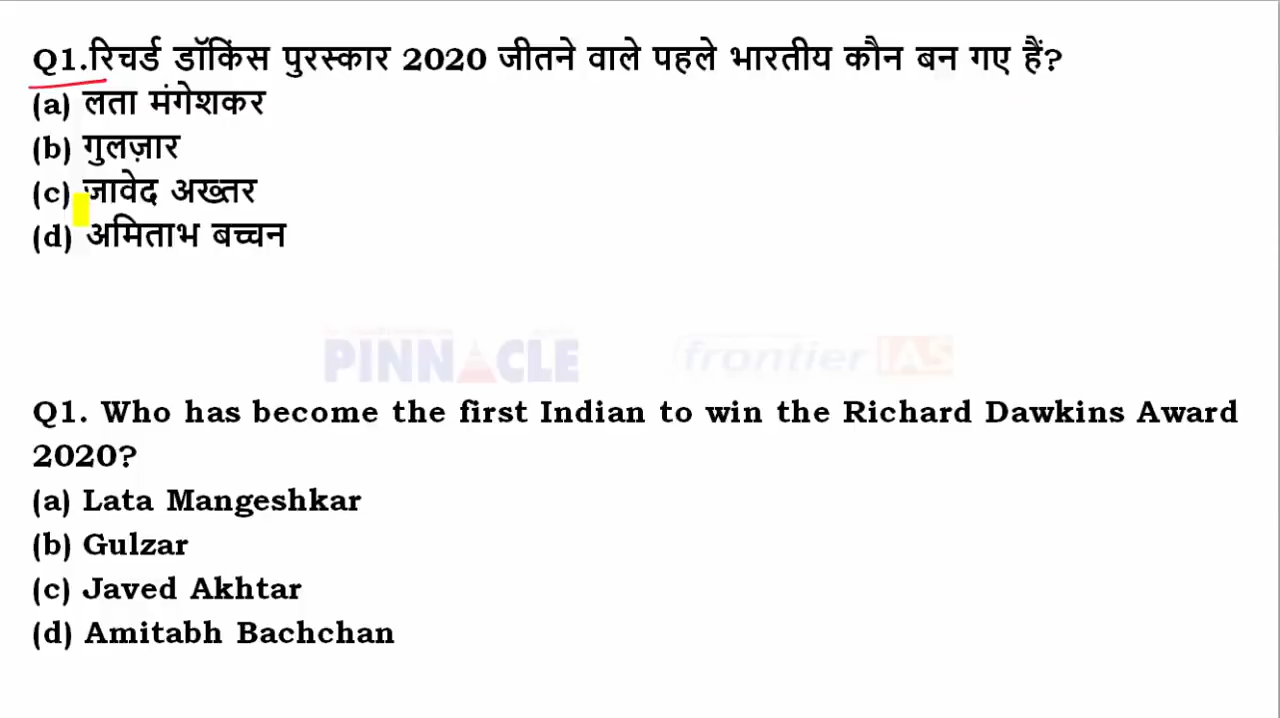 Q1.रिचर्ड डॉकिंस पुरस्कार 2020 जीतने वाले पहले भारतीय कौन बन गए हैं?
(a) लता मंगेशकर
(b) गुलज़ार
(c) जावेद अख्तर
(d) अमिताभ बच्चन
PINNACLE frontier IAS
Q1. Who has become the first Indian to win the Richard Dawkins Award
2020?
(a) Lata Mangeshkar
(b) Gulzar
(c) Javed Akhtar
(d) Amitabh Bachchan